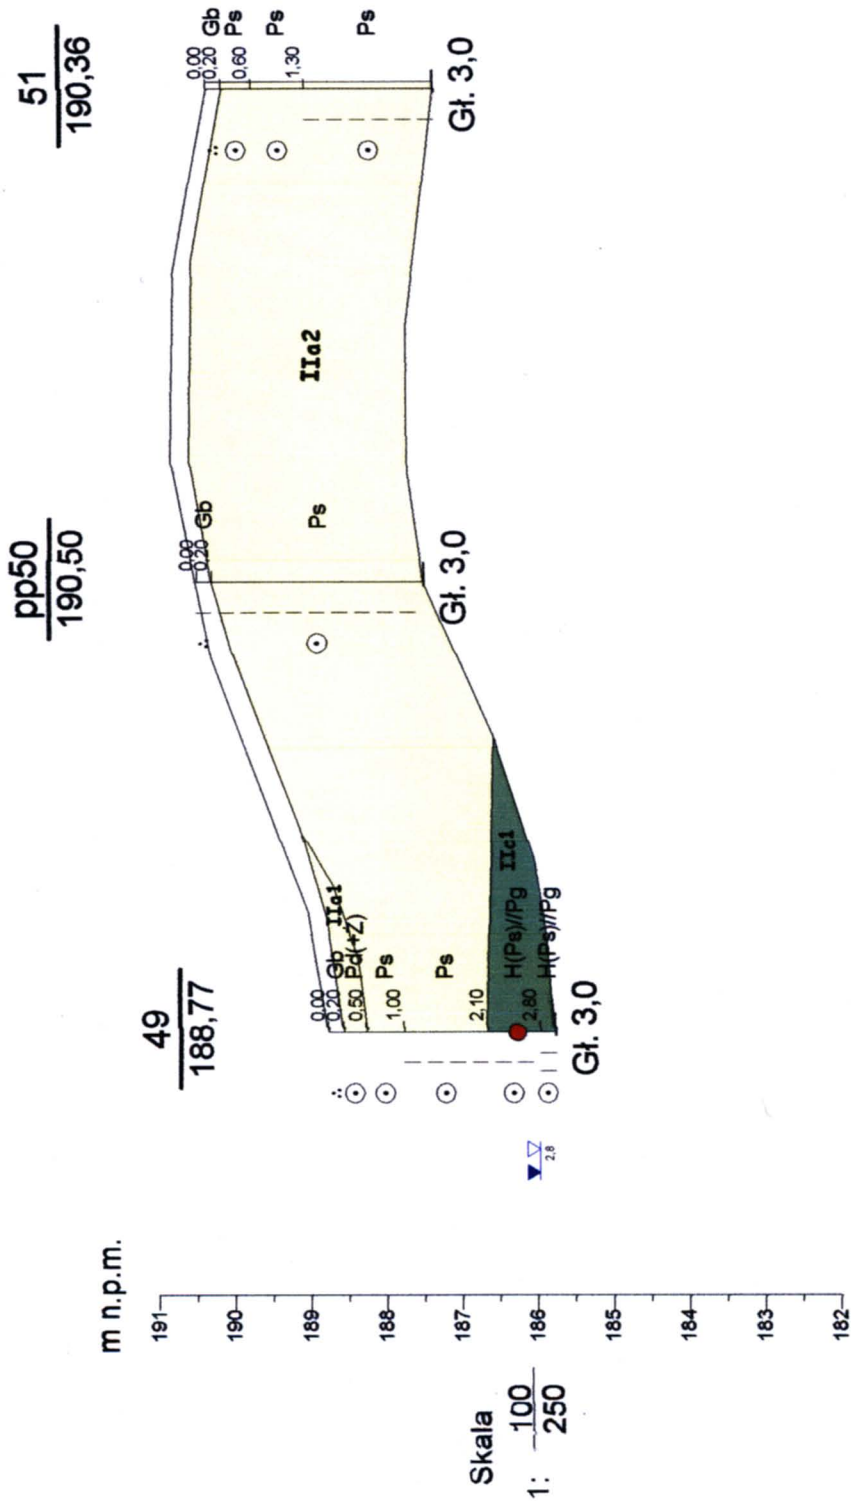 49
188,77
0,00
0,20
Gb
IIa1
0,50
Pd(+Z)
1,00
Ps
Ps
2,10
H(Ps)//Pg
IIc1
2,80
H(Ps)//Pg
Gł. 3,0
2,8
pp50
190,50
0,00
0,20
Gb
Ps
Gł. 3,0
IIa2
51
190,36
0,00
0,20
Gb
0,60
Ps
1,30
Ps
Ps
Gł. 3,0
m n.p.m.
191
190
189
188
187
186
185
184
183
182
Skala
1: 100
250